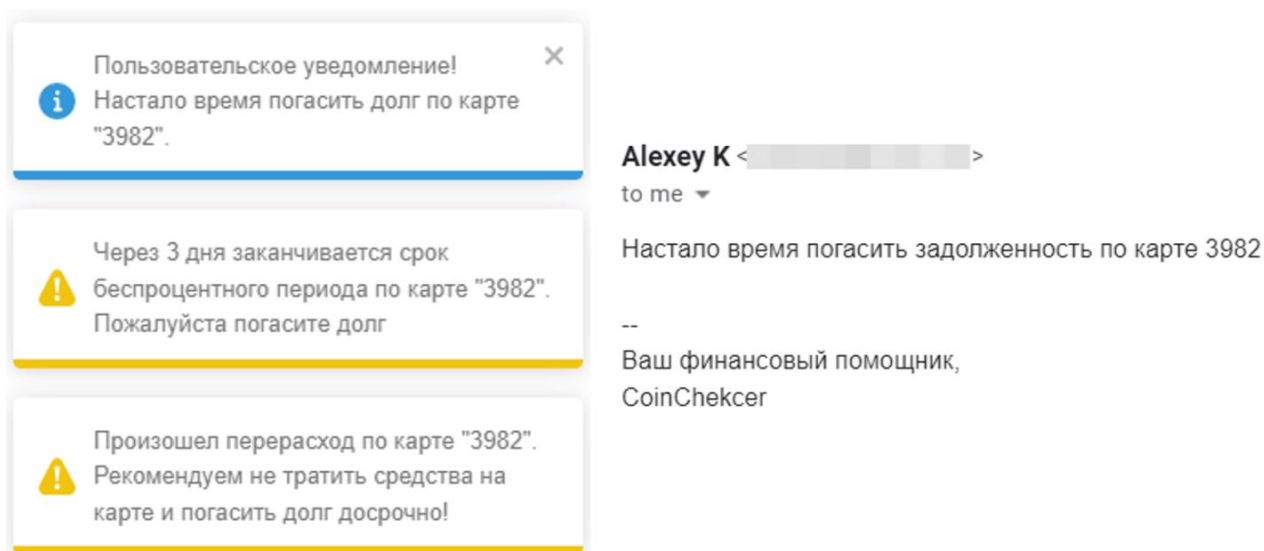 Пользовательское уведомление!
Настало время погасить долг по карте
"3982".
Через 3 дня заканчивается срок
беспроцентного периода по карте "3982".
Пожалуйста погасите долг
Произошел перерасход по карте "3982".
Рекомендуем не тратить средства на
карте и погасить долг досрочно!
Alexey K < >
to me
Настало время погасить задолженность по карте 3982
--
Ваш финансовый помощник,
CoinChekcer